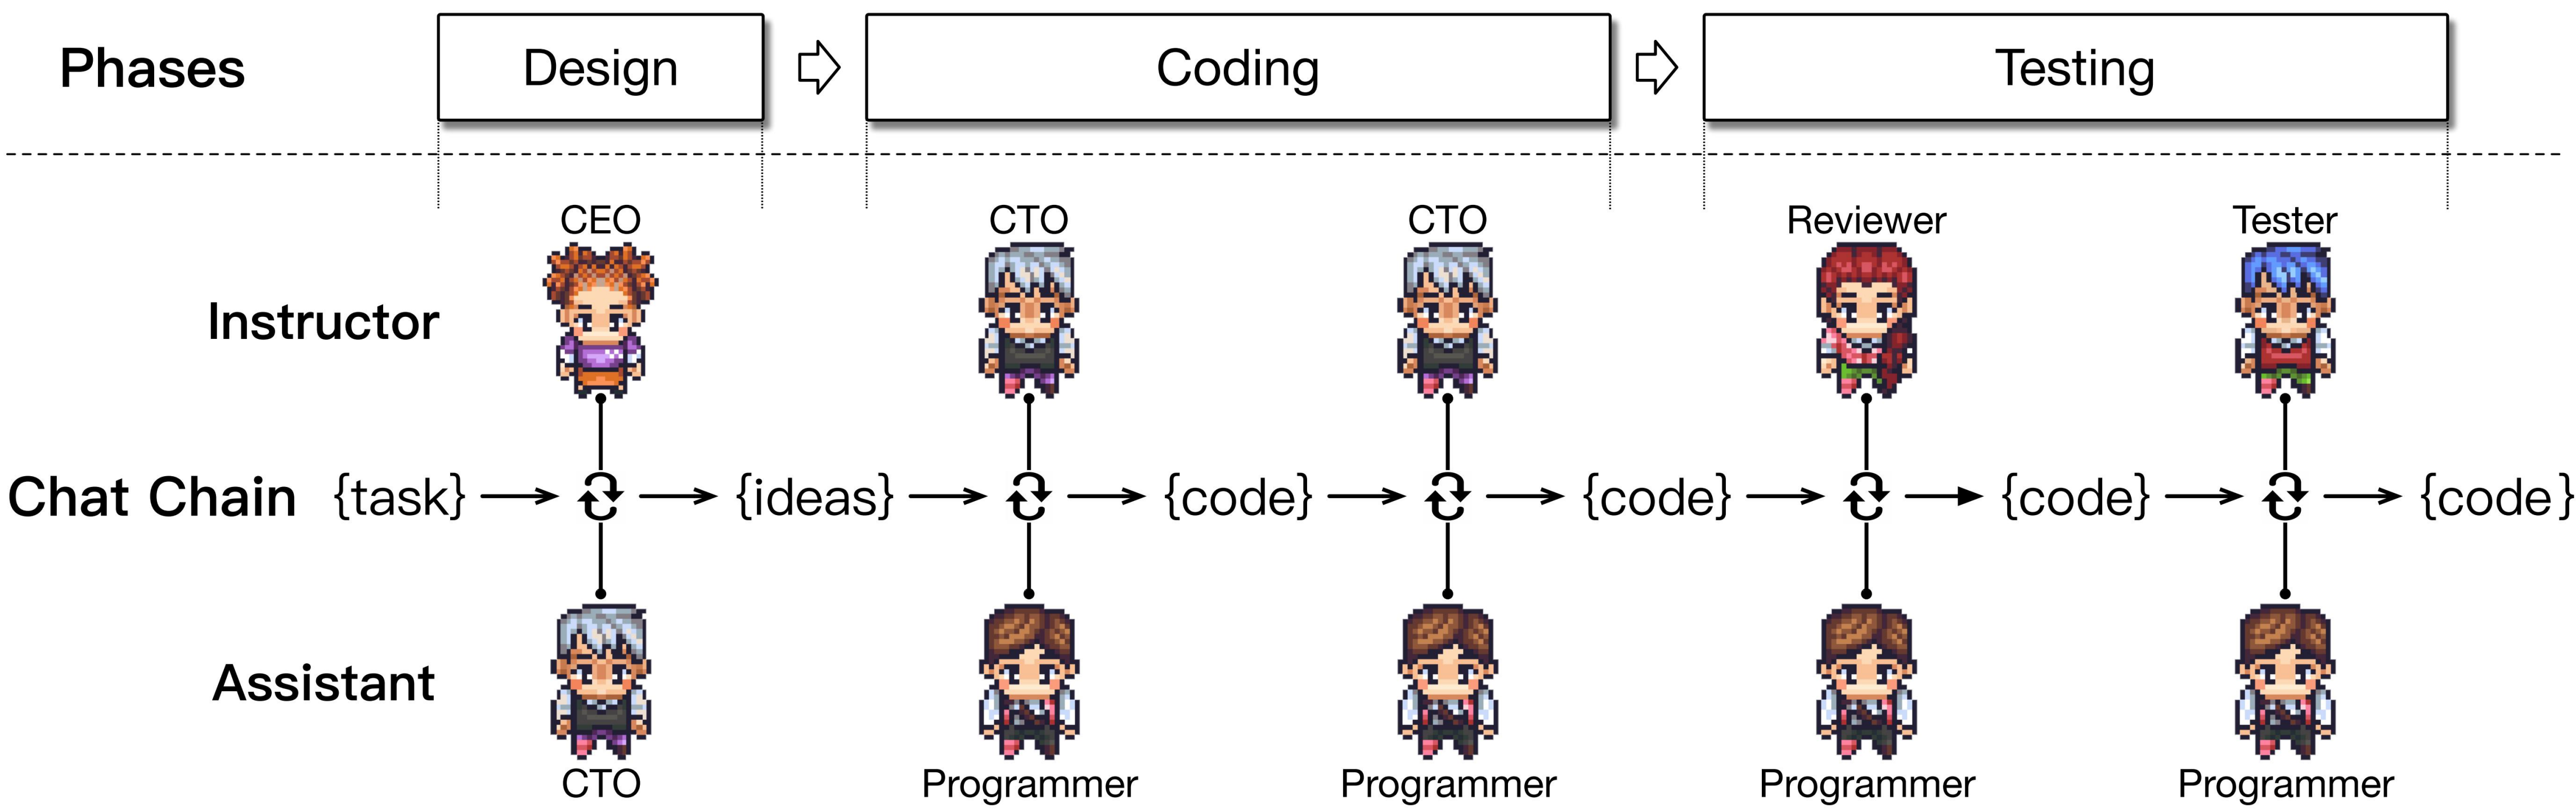 Phases Design Coding Testing
CEO CTO CTO Reviewer Tester
Instructor
Chat Chain {task} {ideas} {code} {code} {code} {code }
Assistant
CTO Programmer Programmer Programmer Programmer